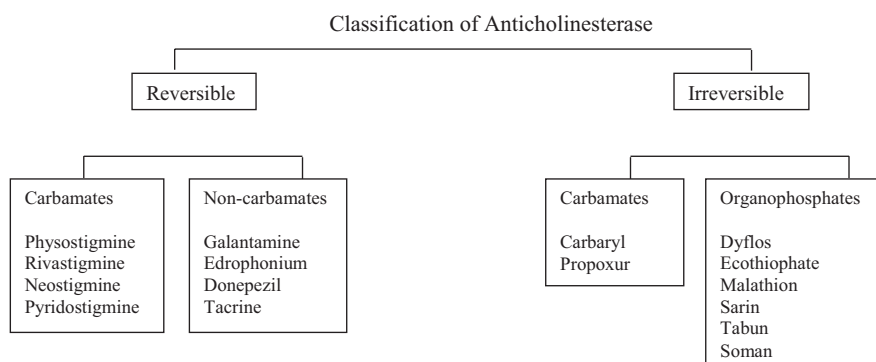 Classification of Anticholinesterase
Reversible
Irreversible
Carbamates
Physostigmine
Rivastigmine
Neostigmine
Pyridostigmine
Non-carbamates
Galantamine
Edrophonium
Donepezil
Tacrine
Carbamates
Carbaryl
Propoxur
Organophosphates
Dyflos
Ecothiophate
Malathion
Sarin
Tabun
Soman